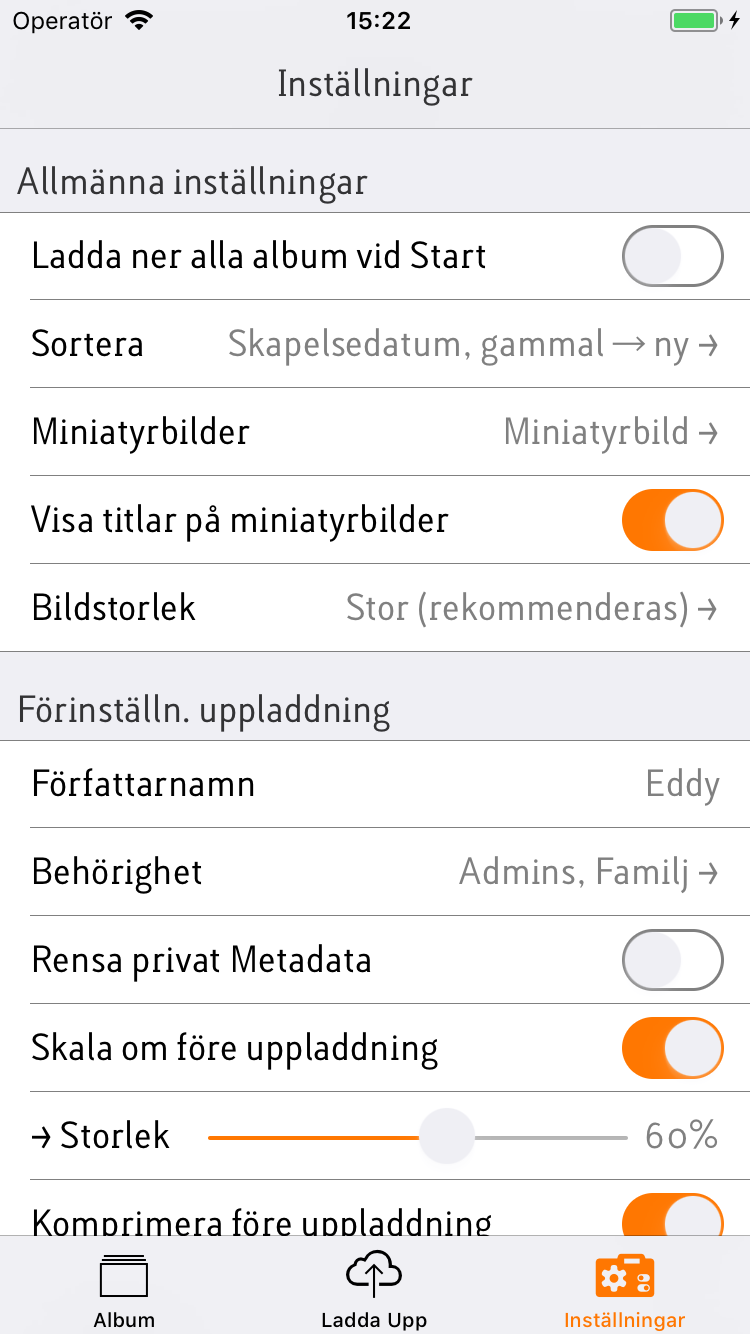 Operatör 15:22
Inställningar
Allmänna inställningar
Ladda ner alla album vid Start
Sortera Skapelsedatum, gammal → ny →
Miniatyrbilder Miniatyrbild →
Visa titlar på miniatyrbilder
Bildstorlek Stor (rekommenderas) →
Förinställn. uppladdning
Författarnamn Eddy
Behörighet Admins, Familj →
Rensa privat Metadata
Skala om före uppladdning
→ Storlek 60%
Komprimera före uppladdning
Album Ladda Upp Inställningar